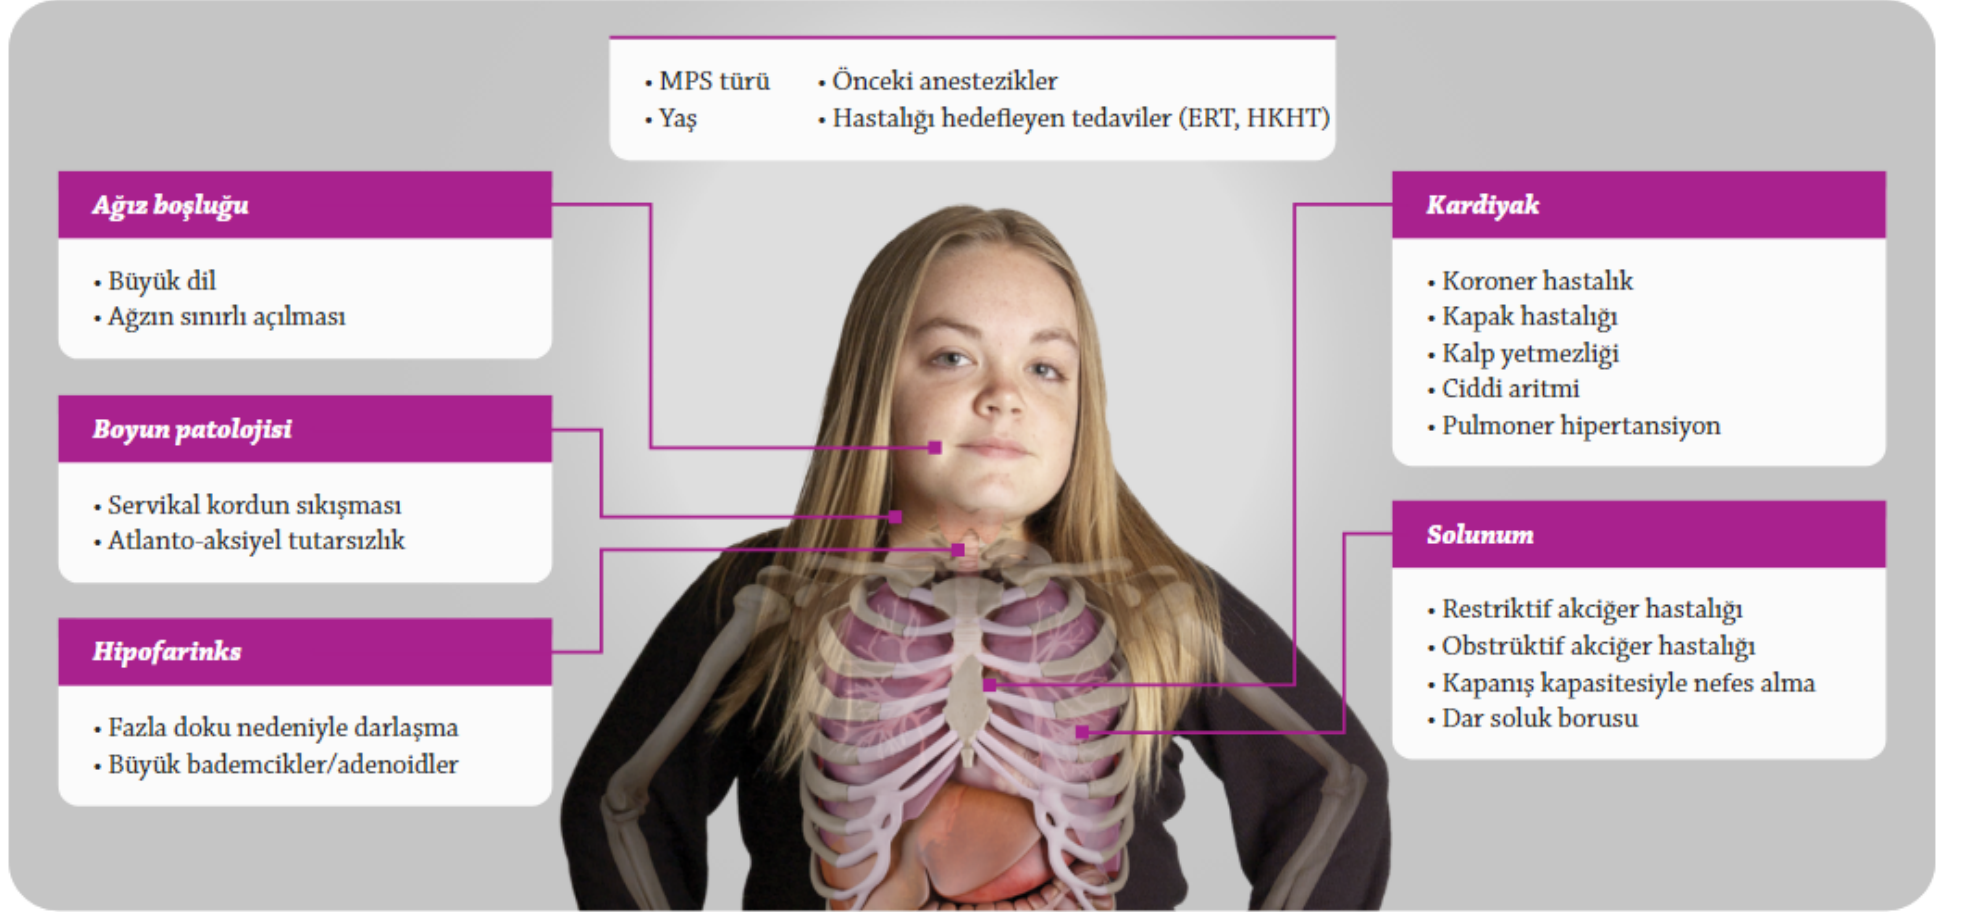 • MPS türü
• Yaş
• Önceki anestezikler
• Hastalığı hedefleyen tedaviler (ERT, HKHT)
Ağız boşluğu
• Büyük dil
• Ağzın sınırlı açılması
Boyun patolojisi
• Servikal kordun sıkışması
• Atlanto-aksiyel tutarsızlık
Hipofarinks
• Fazla doku nedeniyle darlaşma
• Büyük bademcikler/adenoidler
Kardiyak
• Koroner hastalık
• Kapak hastalığı
• Kalp yetmezliği
• Ciddi aritmi
• Pulmoner hipertansiyon
Solunum
• Restriktif akciğer hastalığı
• Obstrüktif akciğer hastalığı
• Kapanış kapasitesiyle nefes alma
• Dar soluk borusu